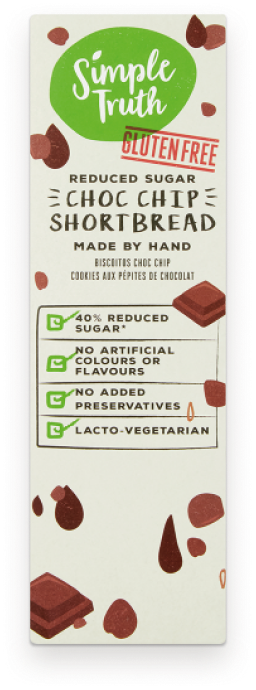 Simple
Truth
GLUTEN FREE
REDUCED SUGAR
CHOC CHIP
SHORTBREAD
MADE BY HAND
BISCOITOS CHOC CHIP
COOKIES AUX PÉPITES DE CHOCOLAT
40% REDUCED
SUGAR*
NO ARTIFICIAL
COLOURS OR
FLAVOURS
NO ADDED
PRESERVATIVES
LACTO-VEGETARIAN